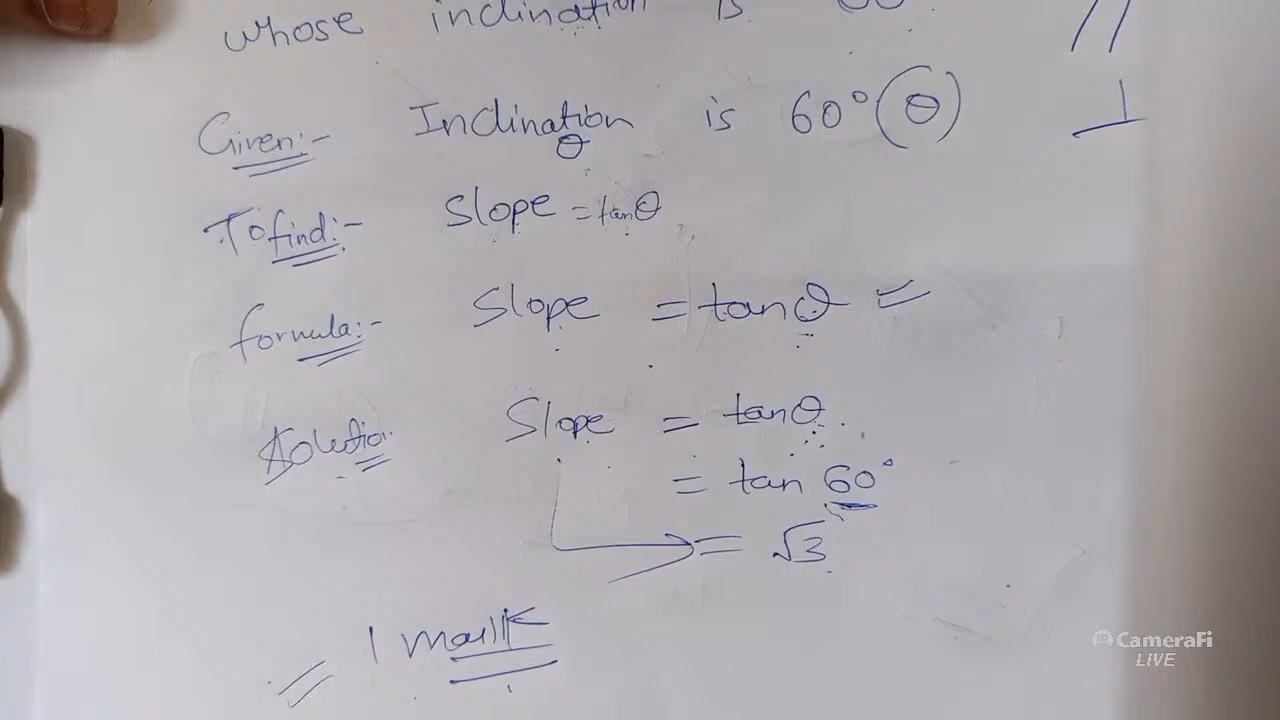 whose inclination is
//
Given:- Inclination is 60° (θ)
θ
⊥
To find:- Slope = tanθ
formula:- Slope = tanθ =
Solution Slope = tanθ
= tan 60°
= √3
= 1 mark
CameraFi
LIVE